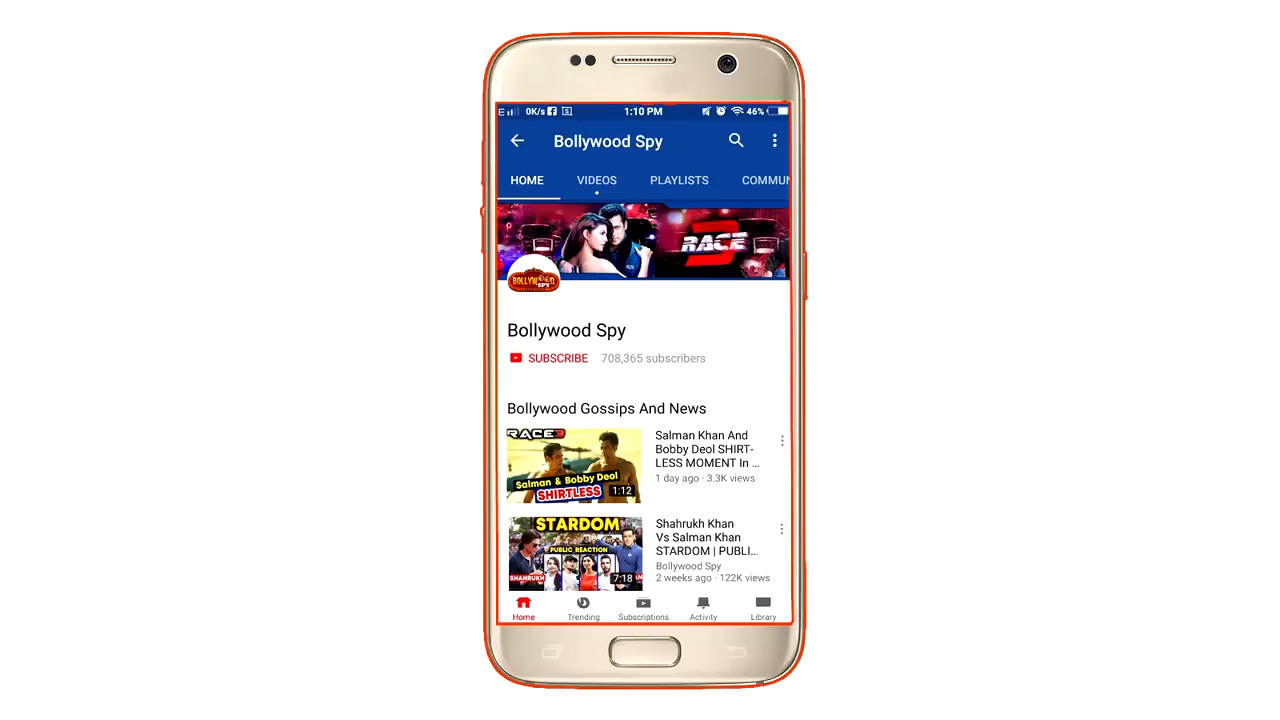 0K/s 1:10 PM 46%
Bollywood Spy
HOME VIDEOS PLAYLISTS COMMUN
RACE 3
BOLLYWOOD
SPY
Bollywood Spy
SUBSCRIBE 708,365 subscribers
Bollywood Gossips And News
RACE3
Salman & Bobby Deol
SHIRTLESS
1:12
Salman Khan And
Bobby Deol SHIRT-
LESS MOMENT In ...
1 day ago · 3.3K views
STARDOM
PUBLIC REACTION
SHAHRUKH
7:18
Shahrukh Khan
Vs Salman Khan
STARDOM | PUBLI...
Bollywood Spy
2 weeks ago · 122K views
Home Trending Subscriptions Activity Library